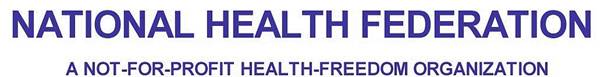 NATIONAL HEALTH FEDERATION
A NOT-FOR-PROFIT HEALTH-FREEDOM ORGANIZATION